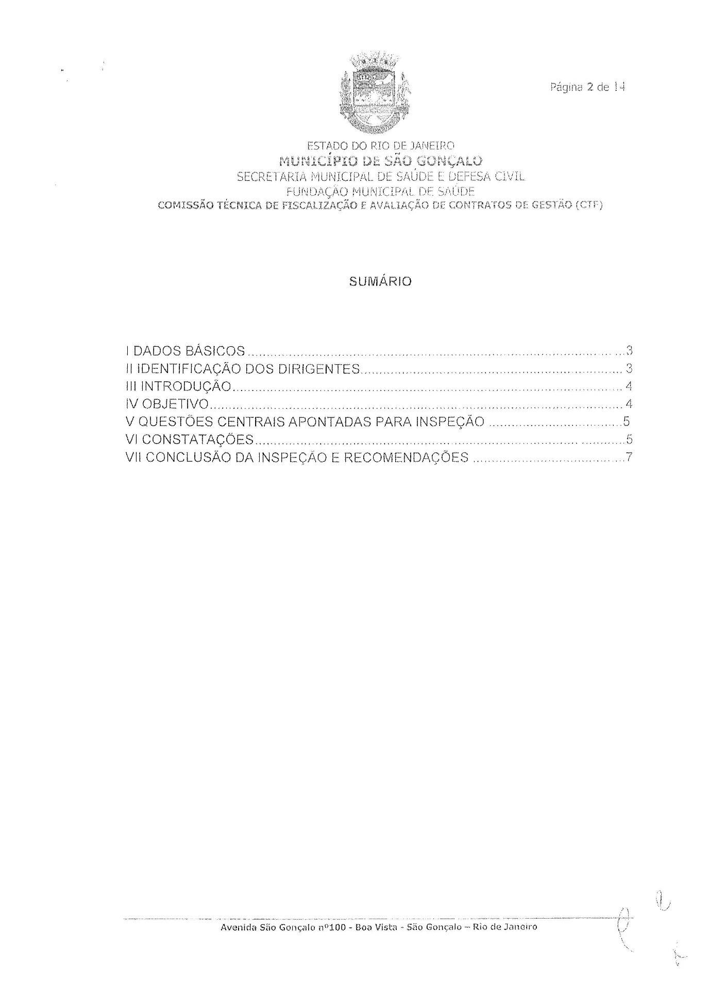 Página 2 de 14
ESTADO DO RIO DE JANEIRO
MUNICÍPIO DE SÃO GONÇALO
SECRETARIA MUNICIPAL DE SAÚDE E DEFESA CIVIL
FUNDAÇÃO MUNICIPAL DE SAÚDE
COMISSÃO TÉCNICA DE FISCALIZAÇÃO E AVALIAÇÃO DE CONTRATOS DE GESTÃO (CTF)
SUMÁRIO
I DADOS BÁSICOS ........................................ 3
II IDENTIFICAÇÃO DOS DIRIGENTES ........................................ 3
III INTRODUÇÃO ........................................ 4
IV OBJETIVO ........................................ 4
V QUESTÕES CENTRAIS APONTADAS PARA INSPEÇÃO ........................................ 5
VI CONSTATAÇÕES ........................................ 5
VII CONCLUSÃO DA INSPEÇÃO E RECOMENDAÇÕES ........................................ 7
Avenida São Gonçalo nº100 - Boa Vista - São Gonçalo – Rio de Janeiro